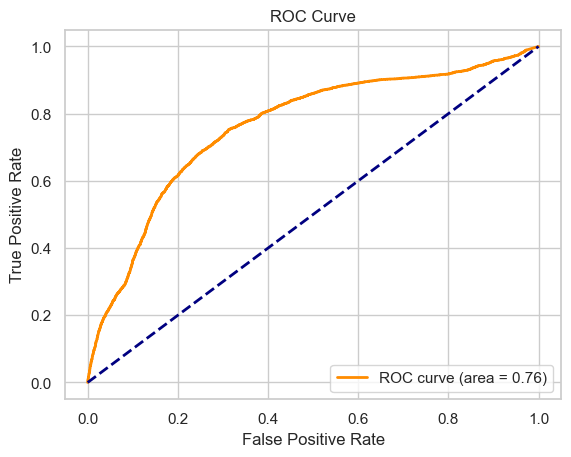 ROC Curve
1.0
0.8
0.6
0.4
0.2
0.0
True Positive Rate
ROC curve (area = 0.76)
0.0 0.2 0.4 0.6 0.8 1.0
False Positive Rate